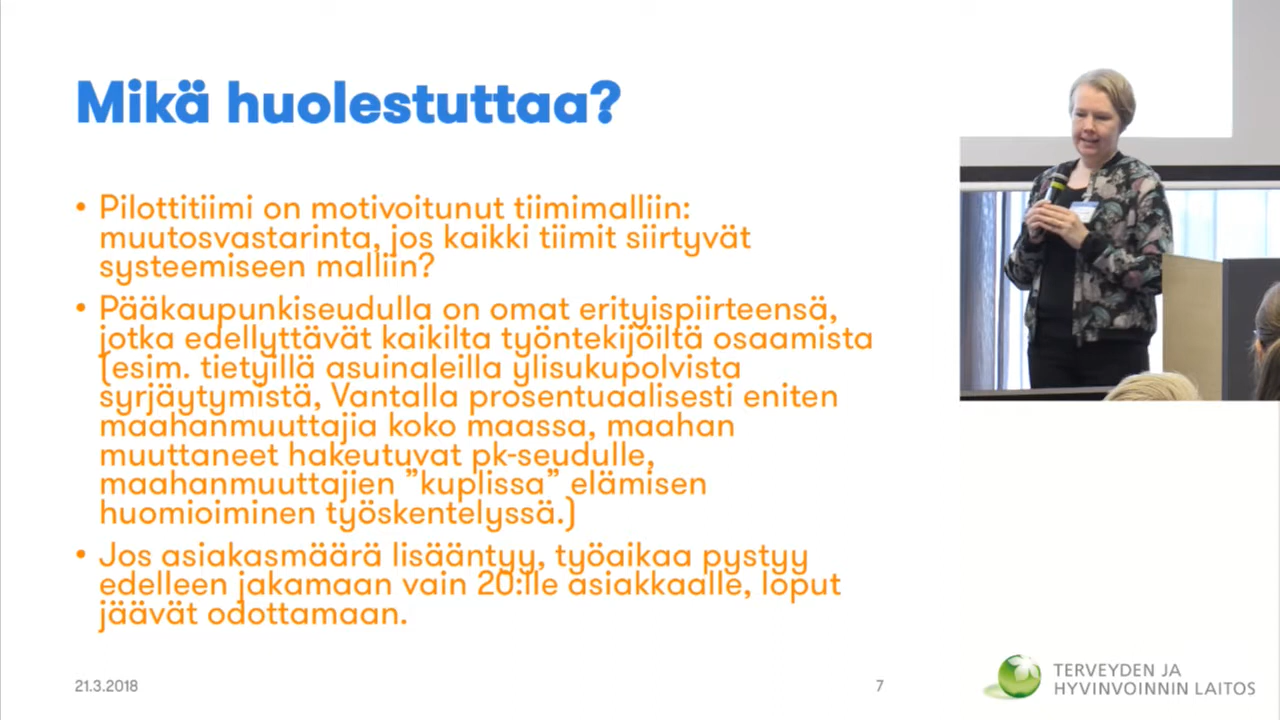 Mikä huolestuttaa?
• Pilottitiimi on motivoitunut tiimimalliin:
muutosvastarinta, jos kaikki tiimit siirtyvät
systeemiseen malliin?
• Pääkaupunkiseudulla on omat erityispiirteensä,
jotka edellyttävät kaikilta työntekijöiltä osaamista
(esim. tietyillä asuinaleilla ylisukupolvista
syrjäytymistä, Vantalla prosentuaalisesti eniten
maahanmuuttajia koko maassa, maahan
muuttaneet hakeutuvat pk-seudulle,
maahanmuuttajien ”kuplissa” elämisen
huomioiminen työskentelyssä.)
• Jos asiakasmäärä lisääntyy, työaikaa pystyy
edelleen jakamaan vain 20:lle asiakkaalle, loput
jäävät odottamaan.
21.3.2018
7
TERVEYDEN JA
HYVINVOINNIN LAITOS